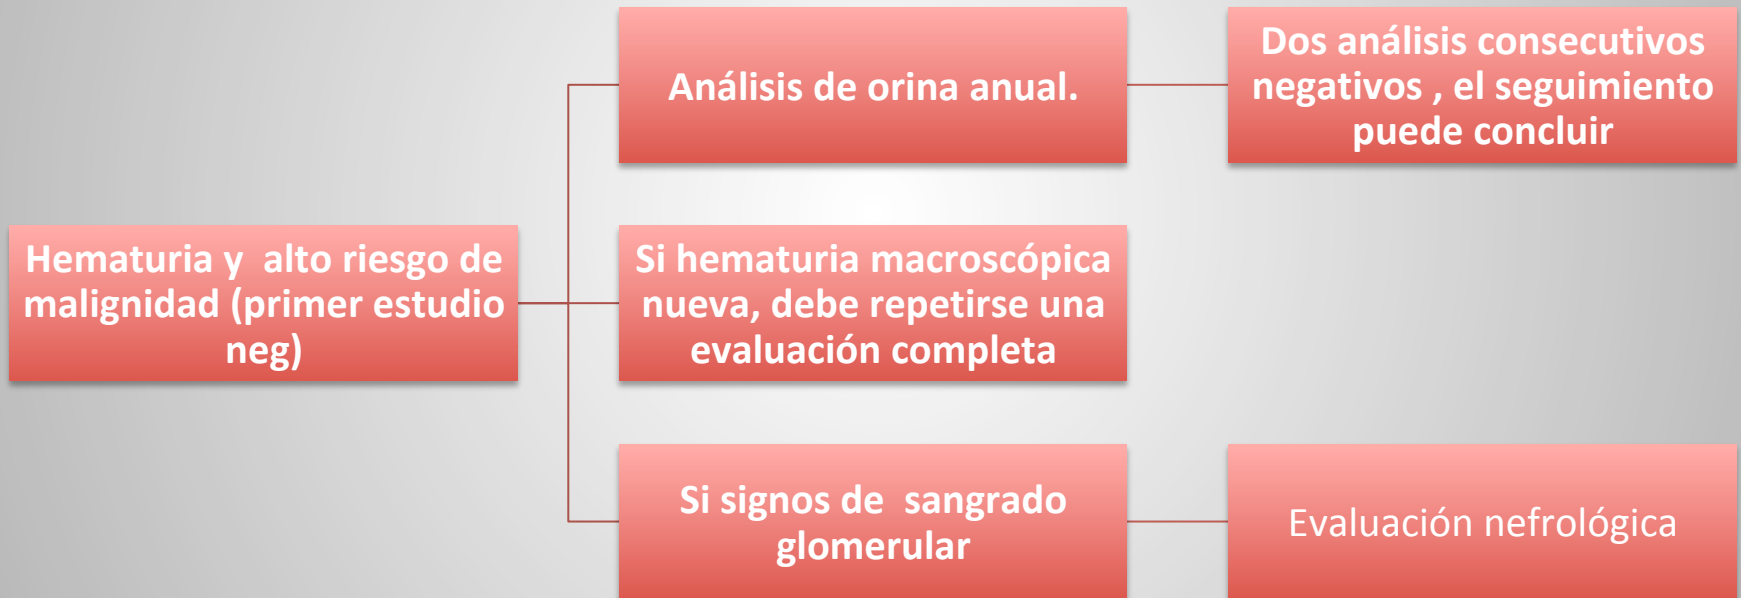 Hematuria y alto riesgo de
malignidad (primer estudio
neg)
Análisis de orina anual.
Dos análisis consecutivos
negativos , el seguimiento
puede concluir
Si hematuria macroscópica
nueva, debe repetirse una
evaluación completa
Si signos de sangrado
glomerular
Evaluación nefrológica